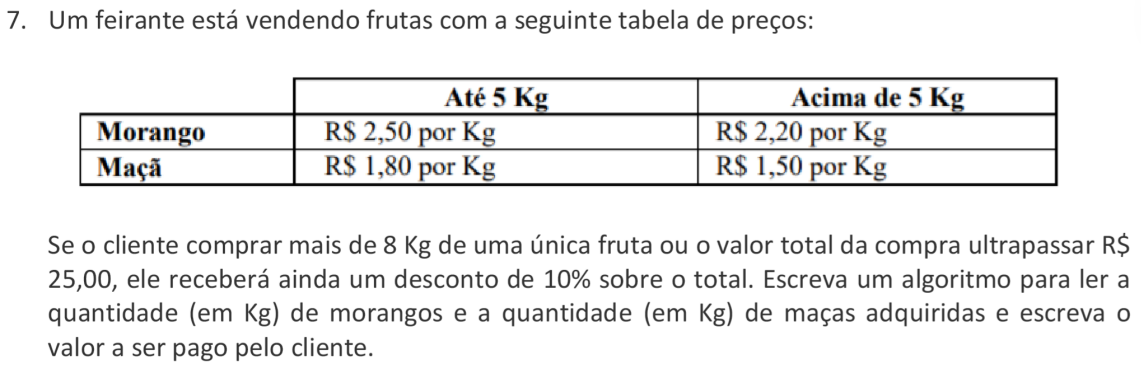 7. Um feirante está vendendo frutas com a seguinte tabela de preços:
Até 5 Kg Acima de 5 Kg
Morango R$ 2,50 por Kg R$ 2,20 por Kg
Maçã R$ 1,80 por Kg R$ 1,50 por Kg
Se o cliente comprar mais de 8 Kg de uma única fruta ou o valor total da compra ultrapassar R$
25,00, ele receberá ainda um desconto de 10% sobre o total. Escreva um algoritmo para ler a
quantidade (em Kg) de morangos e a quantidade (em Kg) de maças adquiridas e escreva o
valor a ser pago pelo cliente.